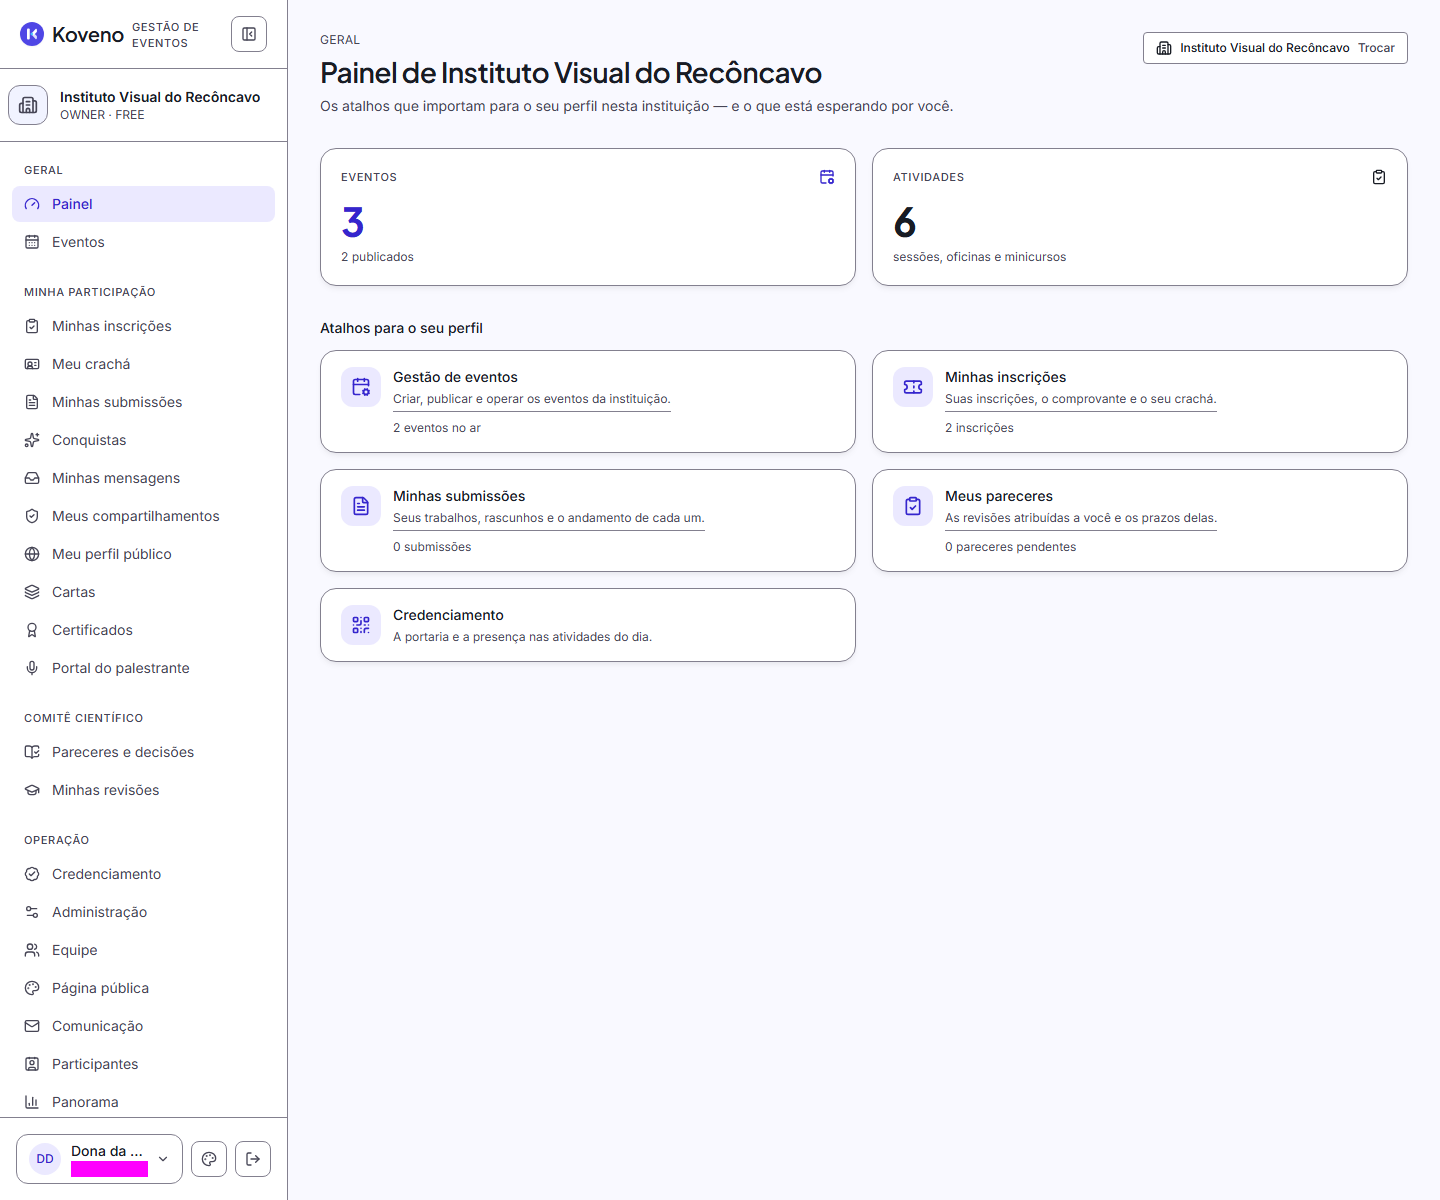 Koveno
GESTÃO DE
EVENTOS
Instituto Visual do Recôncavo
OWNER · FREE
GERAL
Painel
Eventos
MINHA PARTICIPAÇÃO
Minhas inscrições
Meu crachá
Minhas submissões
Conquistas
Minhas mensagens
Meus compartilhamentos
Meu perfil público
Cartas
Certificados
Portal do palestrante
COMITÊ CIENTÍFICO
Pareceres e decisões
Minhas revisões
OPERAÇÃO
Credenciamento
Administração
Equipe
Página pública
Comunicação
Participantes
Panorama
DD
Dona da ...
GERAL
Painel de Instituto Visual do Recôncavo
Os atalhos que importam para o seu perfil nesta instituição — e o que está esperando por você.
Instituto Visual do Recôncavo Trocar
EVENTOS
3
2 publicados
ATIVIDADES
6
sessões, oficinas e minicursos
Atalhos para o seu perfil
Gestão de eventos
Criar, publicar e operar os eventos da instituição.
2 eventos no ar
Minhas inscrições
Suas inscrições, o comprovante e o seu crachá.
2 inscrições
Minhas submissões
Seus trabalhos, rascunhos e o andamento de cada um.
0 submissões
Meus pareceres
As revisões atribuídas a você e os prazos delas.
0 pareceres pendentes
Credenciamento
A portaria e a presença nas atividades do dia.